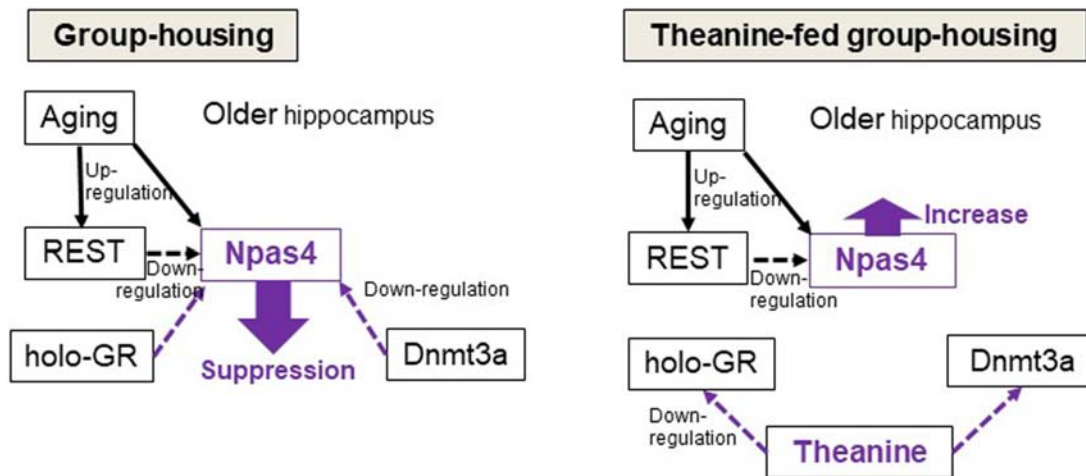 Group-housing
Aging
Older hippocampus
Up-
regulation
REST
Npas4
Down-
regulation
Down-regulation
holo-GR
Suppression
Dnmt3a
Theanine-fed group-housing
Aging
Older hippocampus
Up-
regulation
Increase
REST
Npas4
Down-
regulation
holo-GR
Dnmt3a
Down-
regulation
Theanine